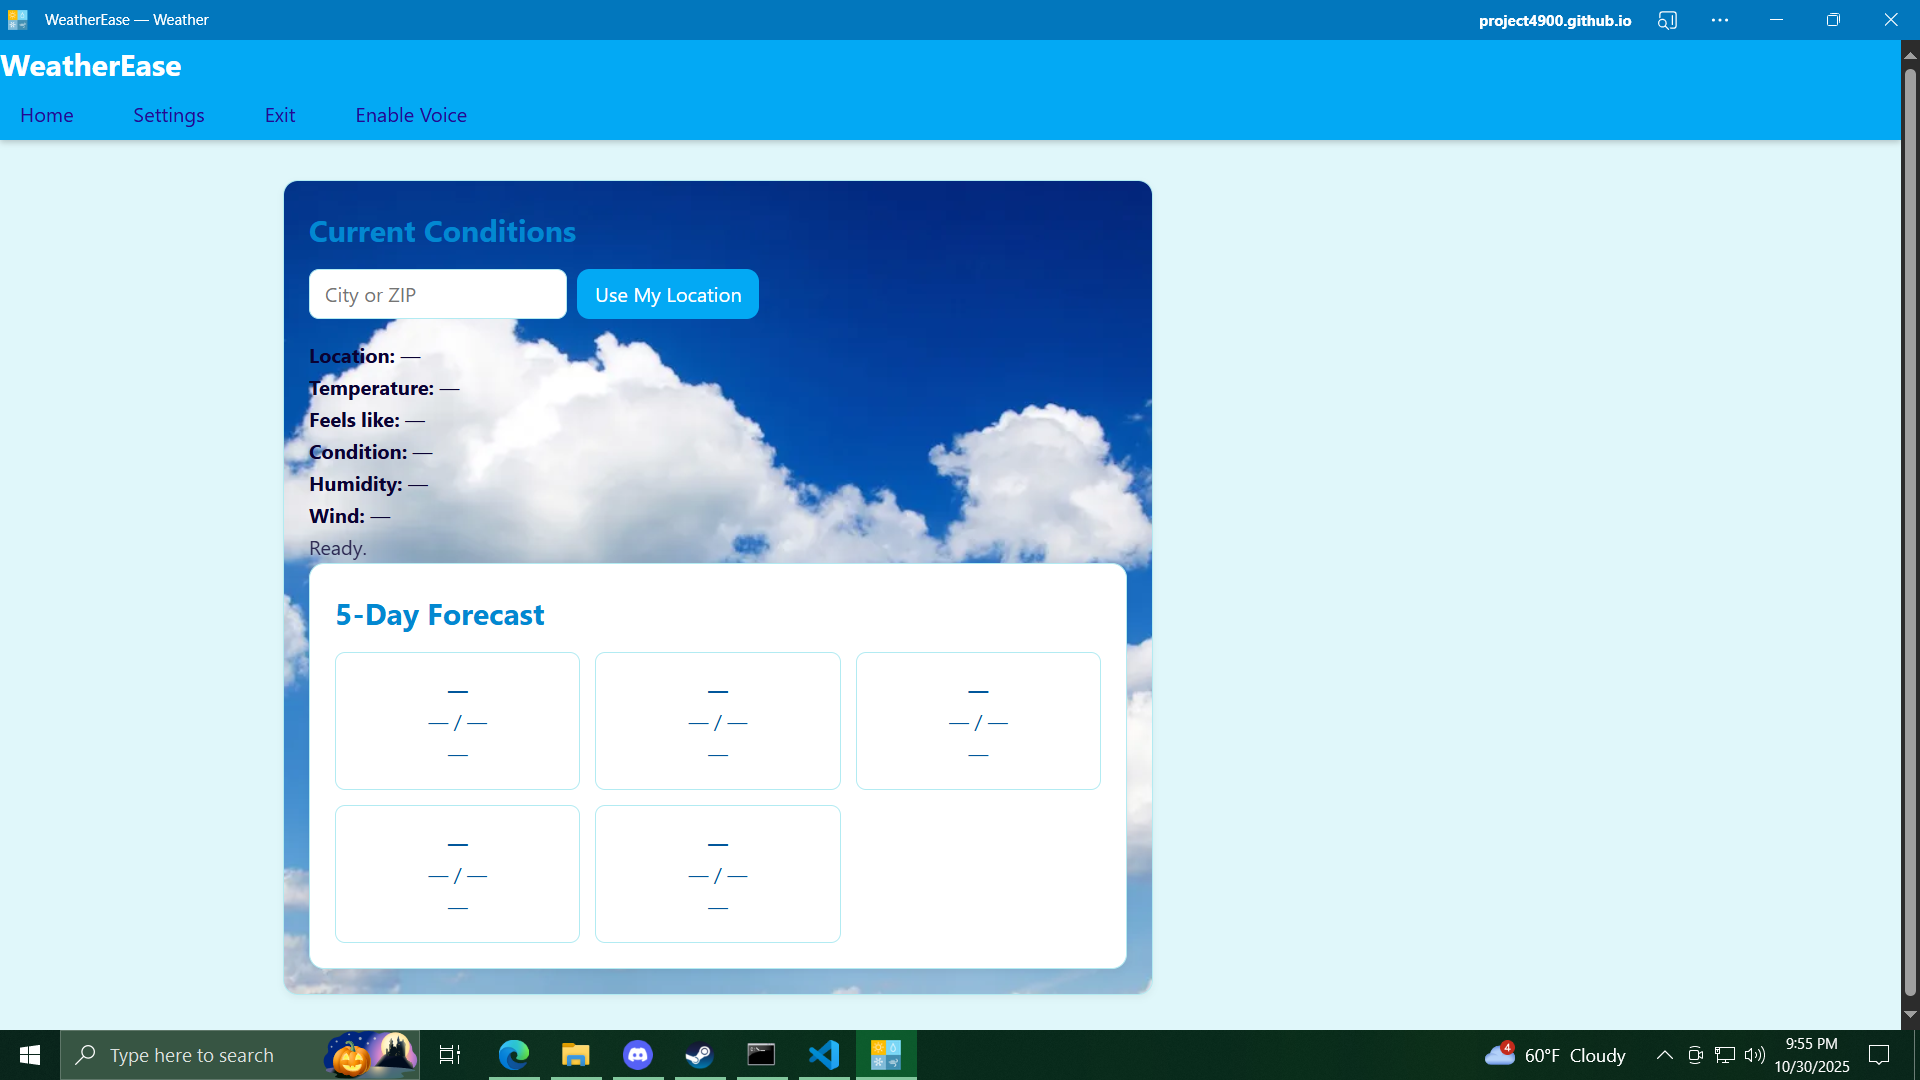 WeatherEase — Weather
project4900.github.io
WeatherEase
Home Settings Exit Enable Voice
Current Conditions
City or ZIP Use My Location
Location: —
Temperature: —
Feels like: —
Condition: —
Humidity: —
Wind: —
Ready.
5-Day Forecast
— — —
— / — — / — — / —
— — —
— —
— / — — / —
— —
Type here to search
4
60°F Cloudy
9:55 PM
10/30/2025